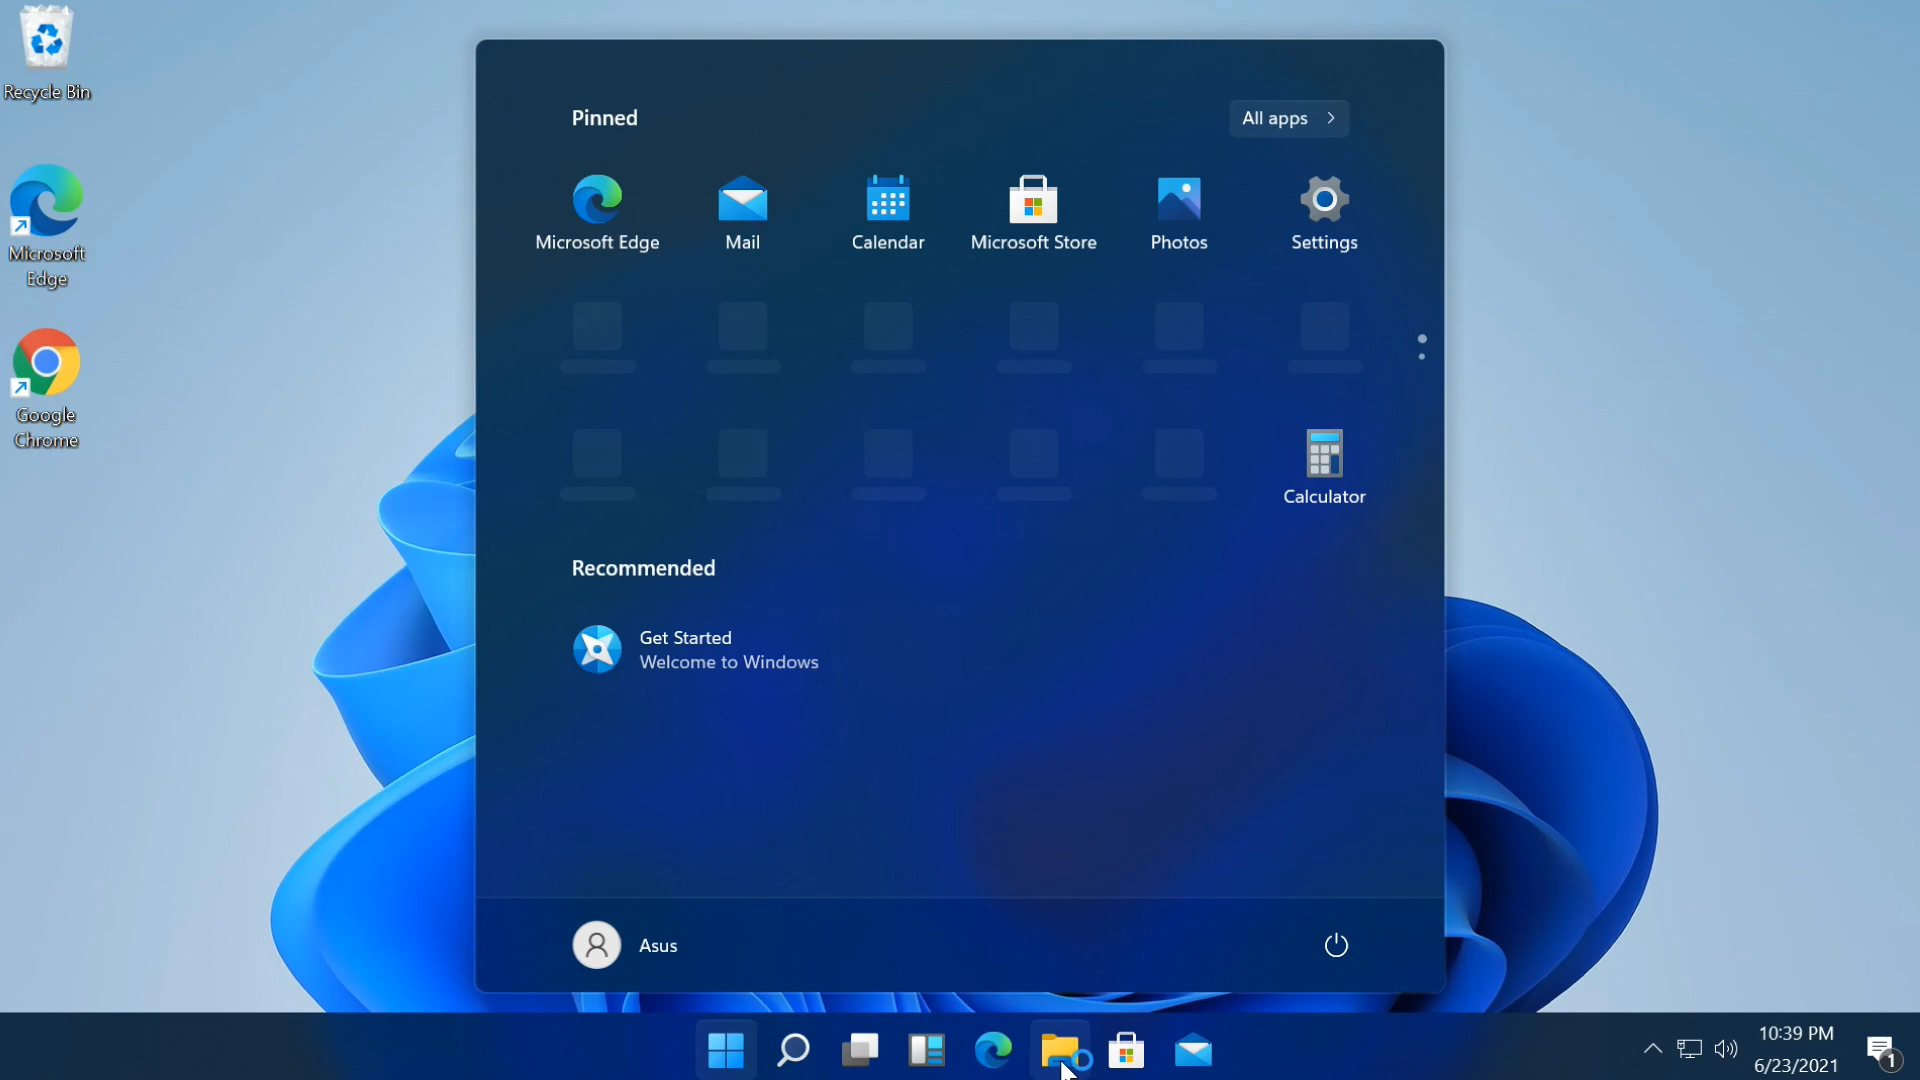 Recycle Bin
Microsoft
Edge
Google
Chrome
Pinned
All apps
Microsoft Edge
Mail
Calendar
Microsoft Store
Photos
Settings
Calculator
Recommended
Get Started
Welcome to Windows
Asus
10:39 PM
6/23/2021
1